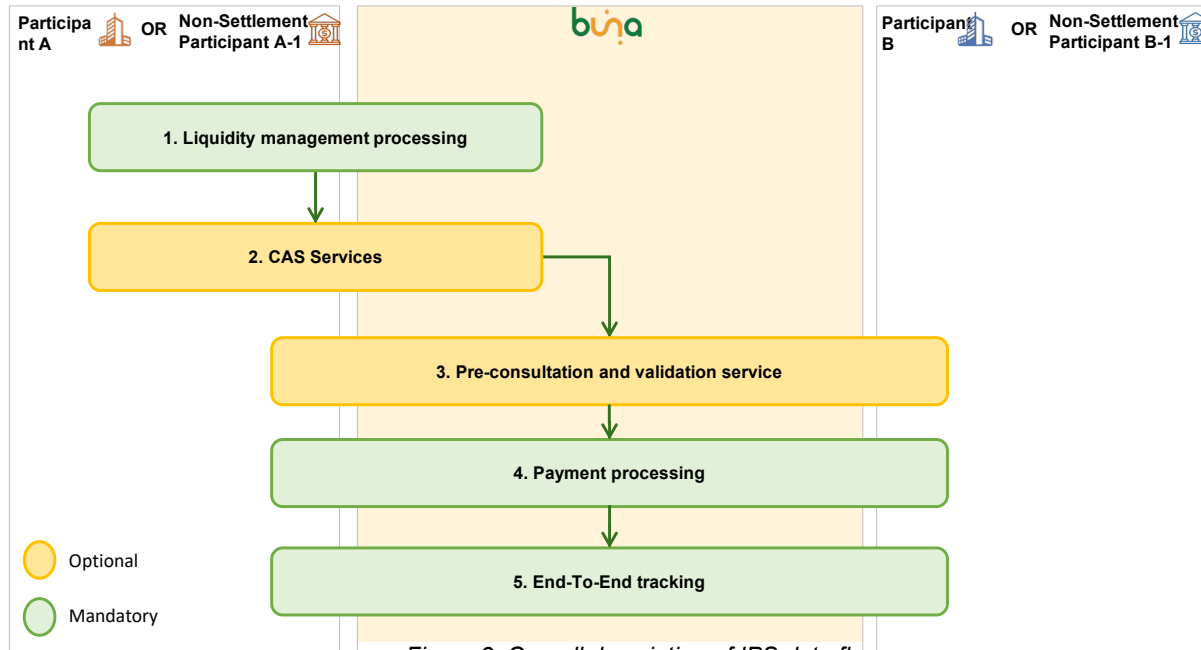 Participa
nt A
OR
Non-Settlement
Participant A-1
buna
Participant
B
OR
Non-Settlement
Participant B-1
1. Liquidity management processing
2. CAS Services
3. Pre-consultation and validation service
4. Payment processing
5. End-To-End tracking
Optional
Mandatory